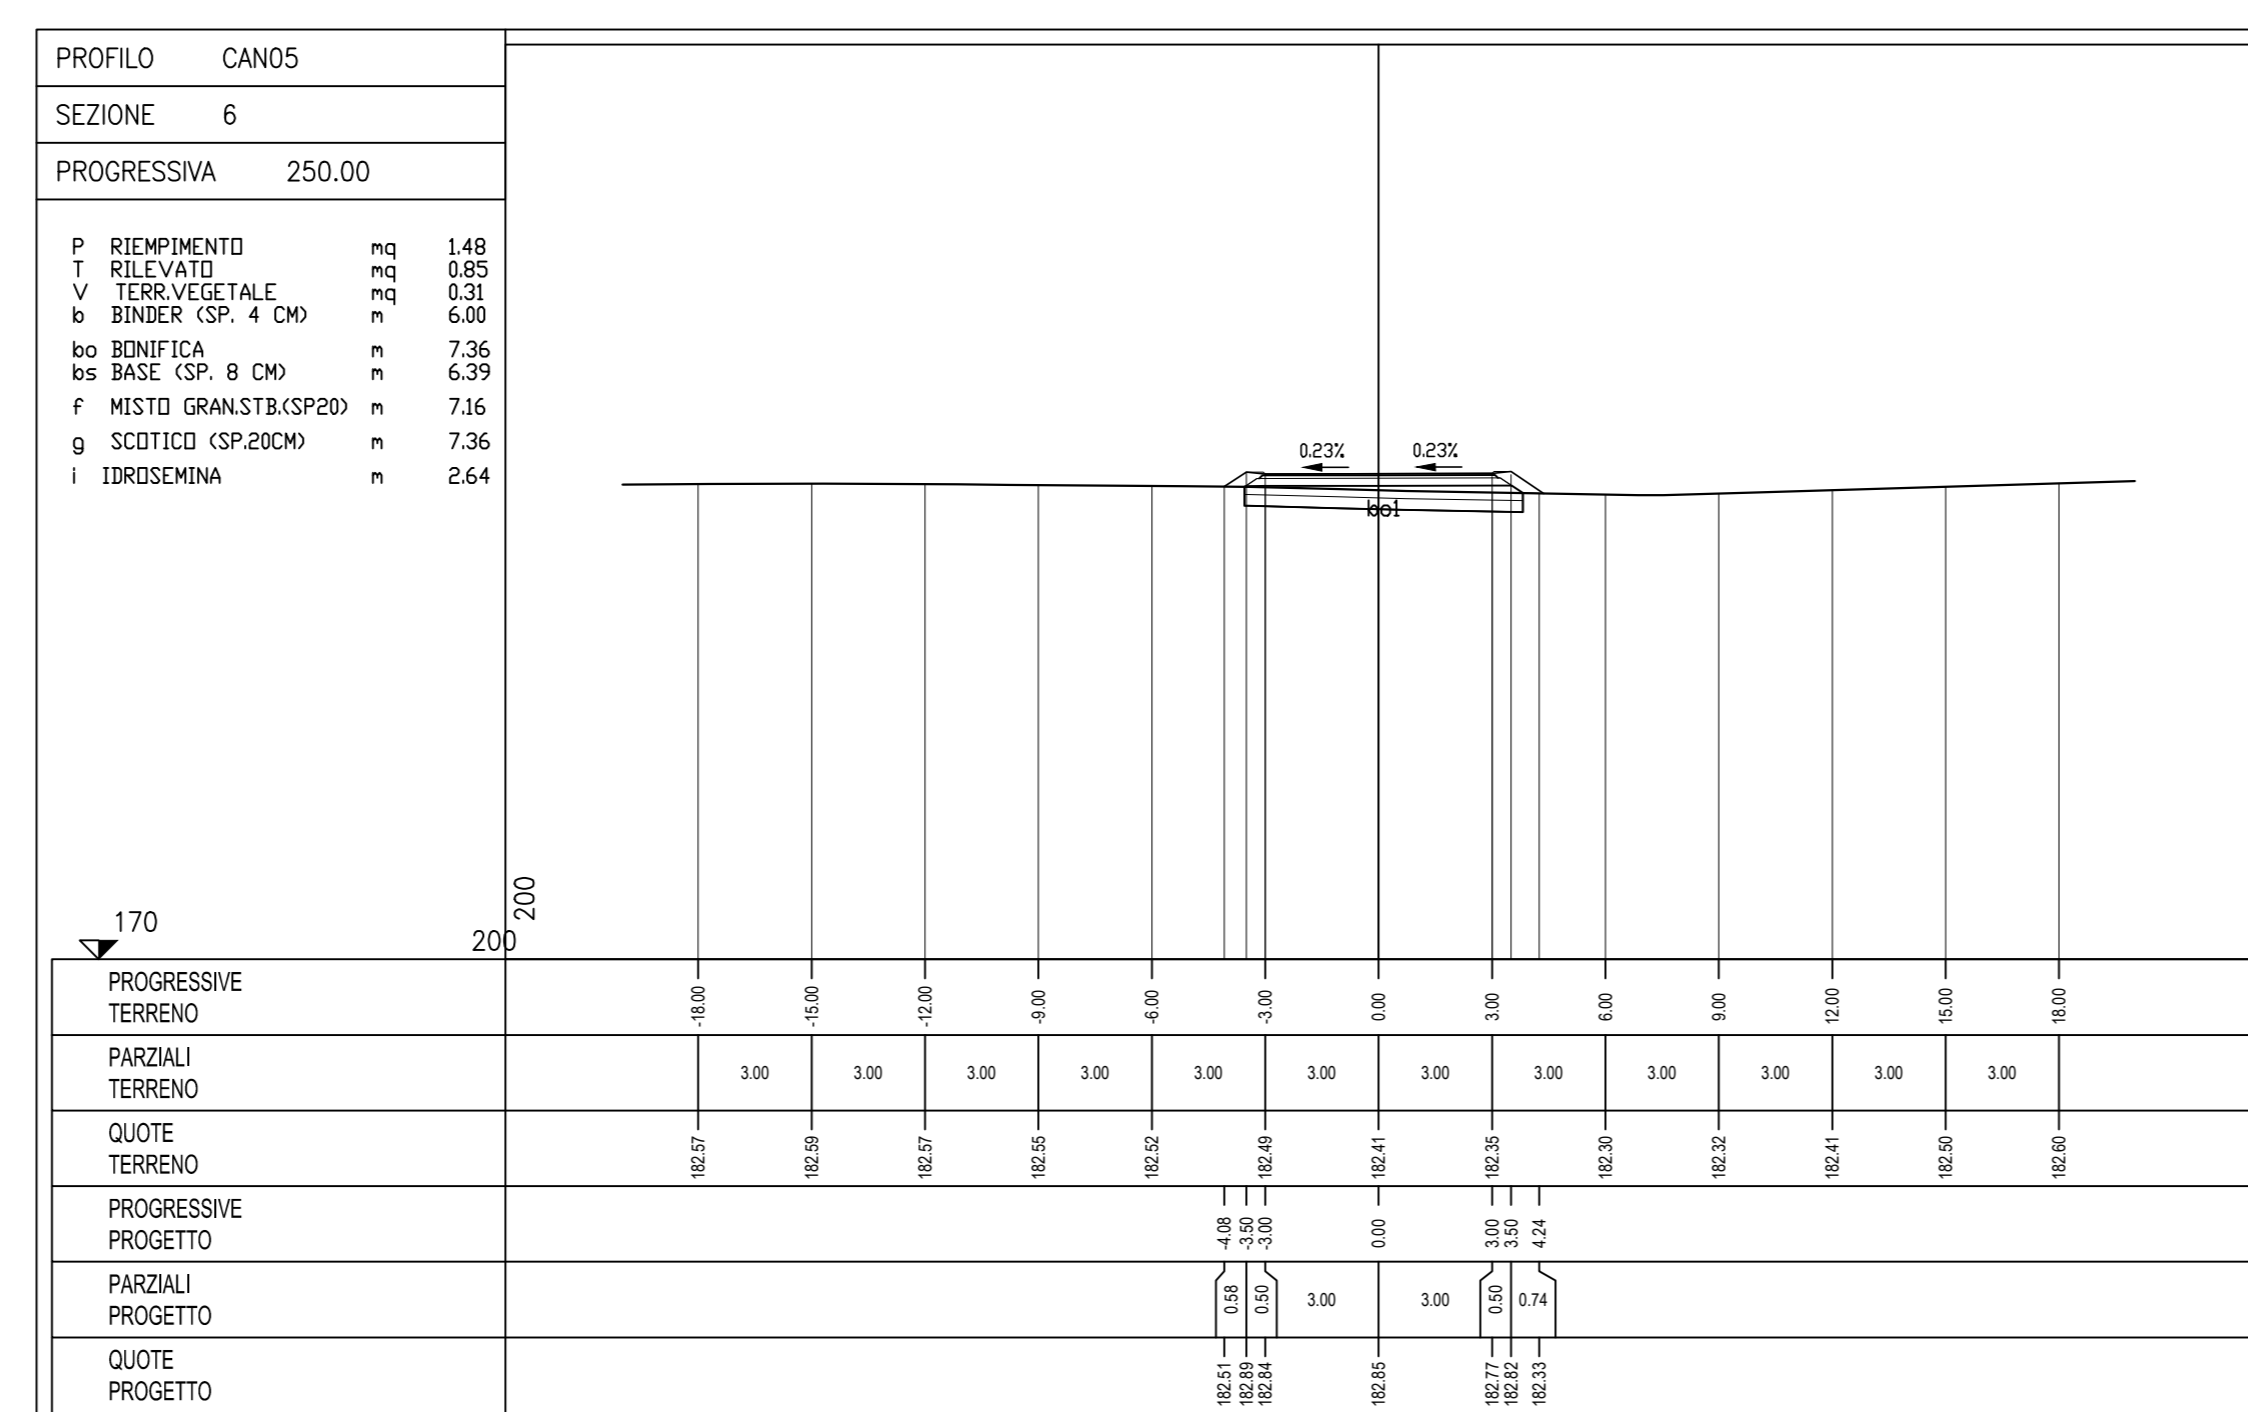 PROFILO CAN05
SEZIONE 6
PROGRESSIVA 250.00
P RIEMPIMENTO mq 1.48
T RILEVATO mq 0.85
V TERR.VEGETALE mq 0.31
b BINDER (SP. 4 CM) m 6.00
bo BONIFICA m 7.36
bs BASE (SP. 8 CM) m 6.39
f MISTO GRAN.STB.(SP20) m 7.16
g SCOTICO (SP.20CM) m 7.36
i IDROSEMINA m 2.64
0.23% 0.23%
bo1
200
170
200
PROGRESSIVE
TERRENO
-18.00 -15.00 -12.00 -9.00 -6.00 -3.00 0.00 3.00 6.00 9.00 12.00 15.00 18.00
PARZIALI
TERRENO
3.00 3.00 3.00 3.00 3.00 3.00 3.00 3.00 3.00 3.00 3.00 3.00
QUOTE
TERRENO
182.57 182.59 182.57 182.55 182.52 182.49 182.41 182.35 182.30 182.32 182.41 182.50 182.60
PROGRESSIVE
PROGETTO
-4.08 -3.50 -3.00 0.00 3.00 3.50 4.24
PARZIALI
PROGETTO
0.58 0.50 3.00 3.00 0.50 0.74
QUOTE
PROGETTO
182.51 182.89 182.84 182.85 182.77 182.82 182.33